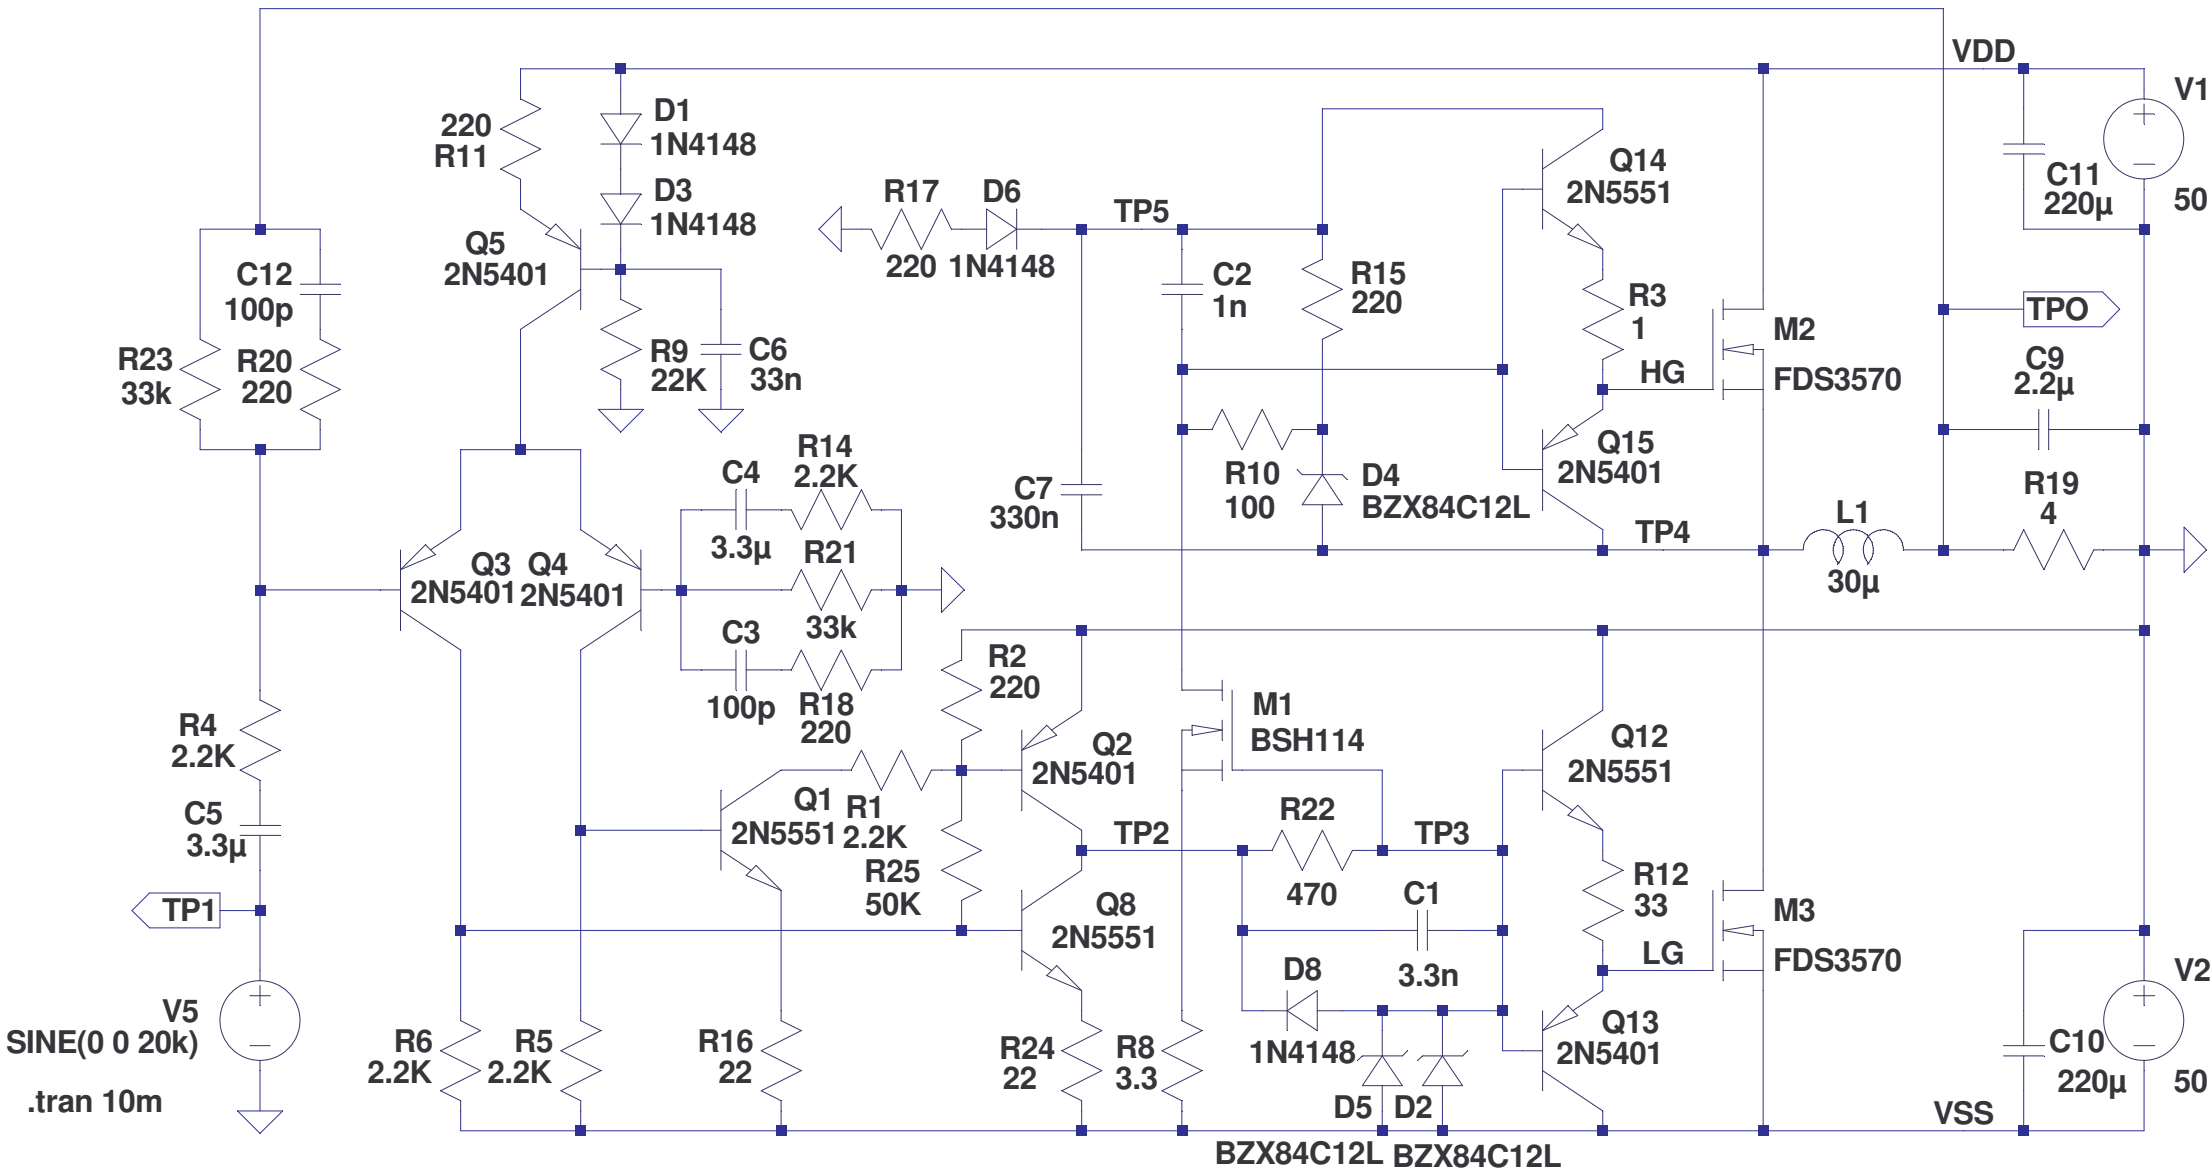 VDD
V1
50
D1
1N4148
220
R11
D3
1N4148
Q14
2N5551
C11
220µ
R17
D6
TP5
220
1N4148
Q5
2N5401
C12
100p
C2
1n
R15
220
R3
1
TPO
M2
FDS3570
HG
R23
33k
R20
220
R9
22K
C6
33n
C9
2.2µ
R14
2.2K
C4
3.3µ
Q15
2N5401
R10
100
D4
BZX84C12L
C7
330n
R19
4
L1
30µ
TP4
R21
33k
Q3
2N5401
Q4
2N5401
C3
100p
R18
220
R2
220
R4
2.2K
M1
BSH114
Q2
2N5401
Q12
2N5551
Q1
2N5551
R1
2.2K
C5
3.3µ
TP2
R22
470
TP3
R25
50K
C1
3.3n
R12
33
TP1
Q8
2N5551
M3
FDS3570
LG
D8
1N4148
V2
50
V5
SINE(0 0 20k)
R6
2.2K
R5
2.2K
R16
22
R24
22
R8
3.3
Q13
2N5401
C10
220µ
.tran 10m
D5
BZX84C12L
D2
BZX84C12L
VSS